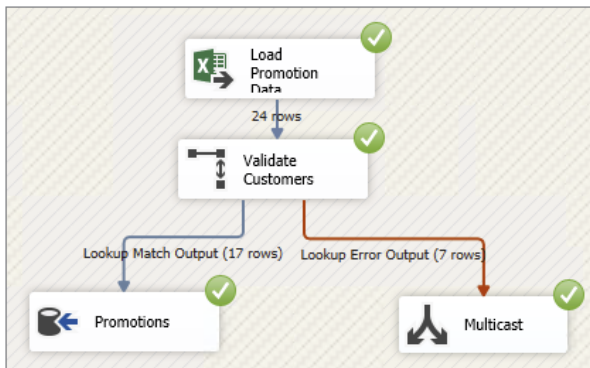 Load
Promotion
Data
24 rows
Validate
Customers
Lookup Match Output (17 rows)
Lookup Error Output (7 rows)
Promotions
Multicast